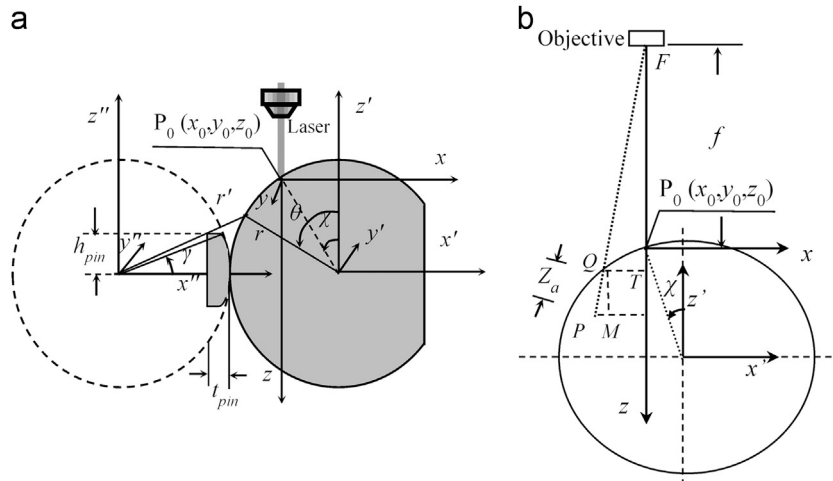 a
z''
z'
P0 (x0,y0,z0)
Laser
x
r'
y
θ
χ
hpin
y''
γ
r
y'
x'
x''
z
tpin
b
Objective
F
f
P0 (x0,y0,z0)
x
Q
Za
T
χ
z'
P
M
x'
z